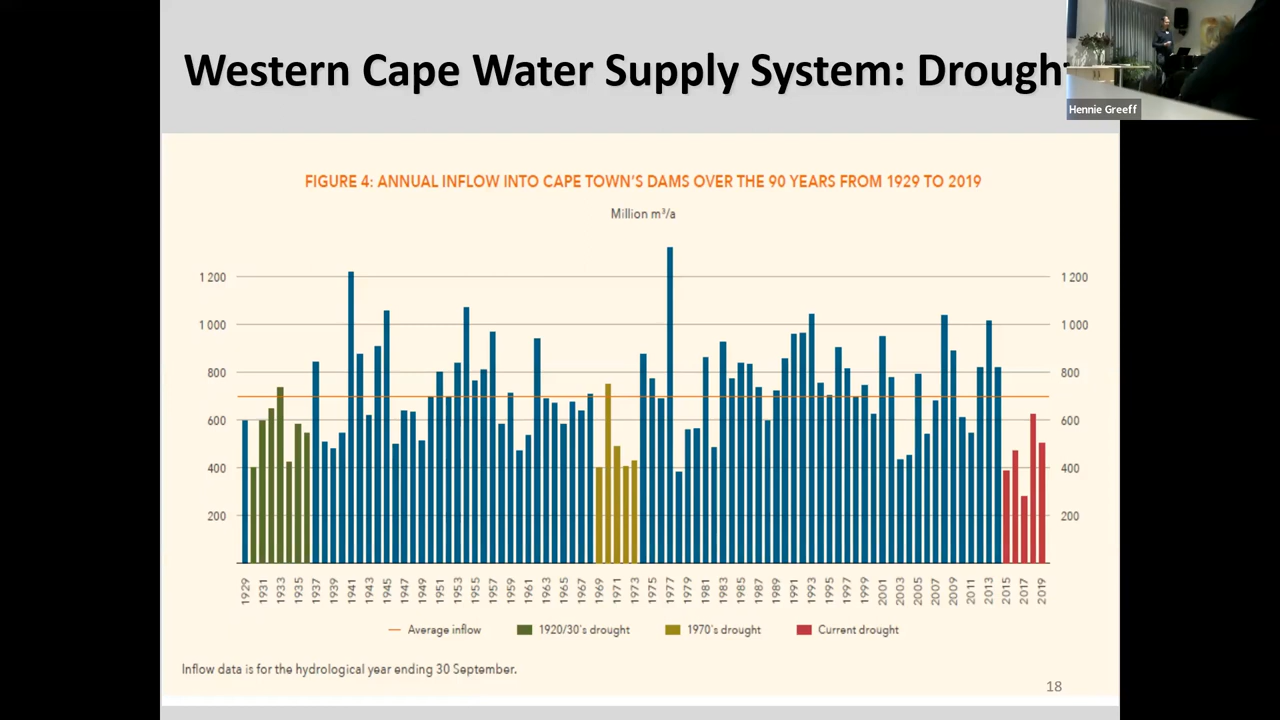 Western Cape Water Supply System: Drought
Hennie Greeff
FIGURE 4: ANNUAL INFLOW INTO CAPE TOWN'S DAMS OVER THE 90 YEARS FROM 1929 TO 2019
Million m³/a
1 200 1 200
1 000 1 000
800 800
600 600
400 400
200 200
1929 1931 1933 1935 1937 1939 1941 1943 1945 1947 1949 1951 1953 1955 1957 1959 1961 1963 1965 1967 1969 1971 1973 1975 1977 1979 1981 1983 1985 1987 1989 1991 1993 1995 1997 1999 2001 2003 2005 2007 2009 2011 2013 2015 2017 2019
Average inflow 1920/30's drought 1970's drought Current drought
Inflow data is for the hydrological year ending 30 September.
18